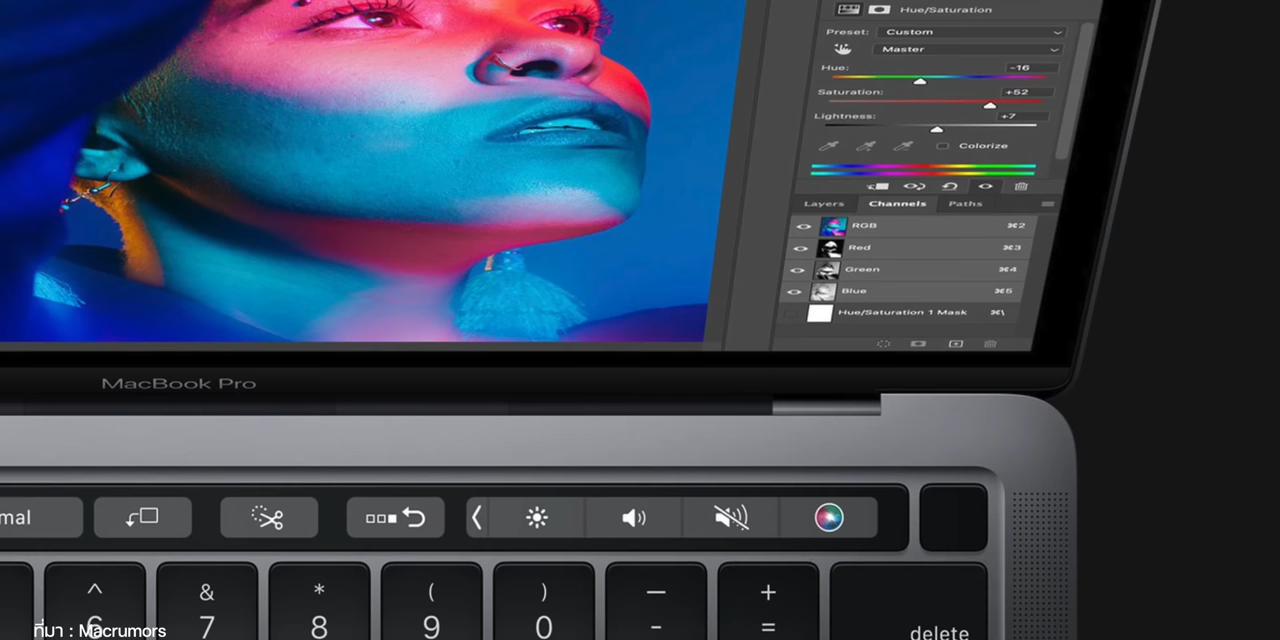 Hue/Saturation
Preset: Custom
Master
Hue: -16
Saturation: +52
Lightness: +7
Colorize
Layers Channels Paths
RGB ⌘2
Red ⌘3
Green ⌘4
Blue ⌘5
Hue/Saturation 1 Mask ⌘\
MacBook Pro
mal
^ & * ( ) — +
6 7 8 9 0 - =
delete
ที่มา : Macrumors